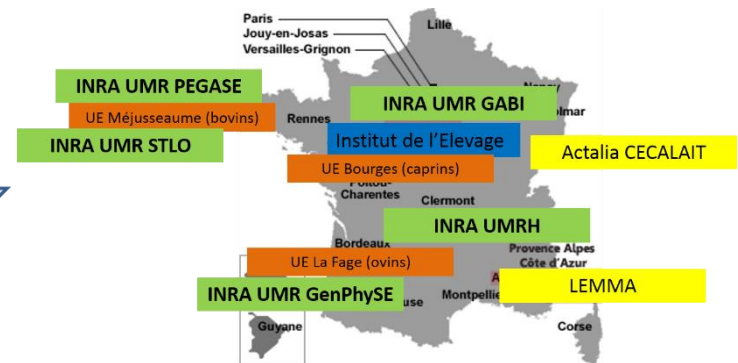 Paris
Lille
Jouy-en-Josas
Versailles-Grignon
INRA UMR PEGASE
INRA UMR GABI
UE Méjusseaume (bovins)
Rennes
INRA UMR STLO
Institut de l'Elevage
Actalia CECALAIT
UE Bourges (caprins)
Charentes
Clermont
INRA UMRH
Bordeaux
Provence Alpes
Côte d'Azur
UE La Fage (ovins)
LEMMA
INRA UMR GenPhySE
Guyane
Corse